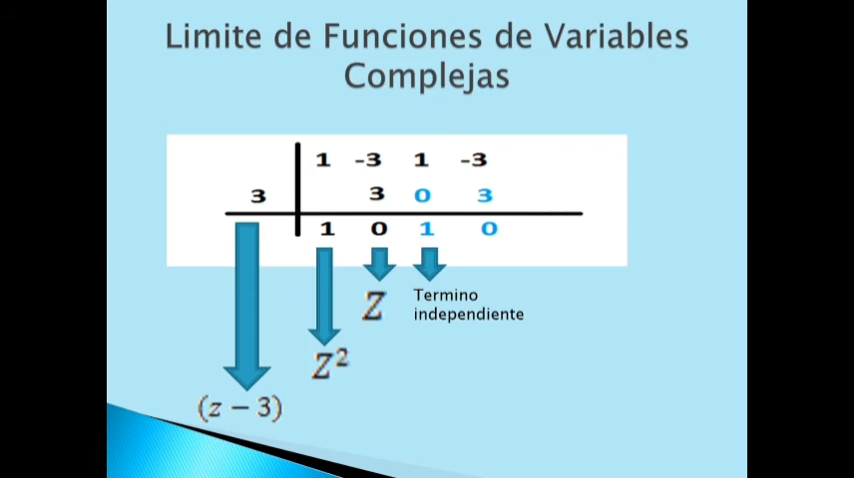 Limite de Funciones de Variables
Complejas
1 -3 1 -3
3 3 0 3
1 0 1 0
Z Termino
independiente
Z²
(z − 3)